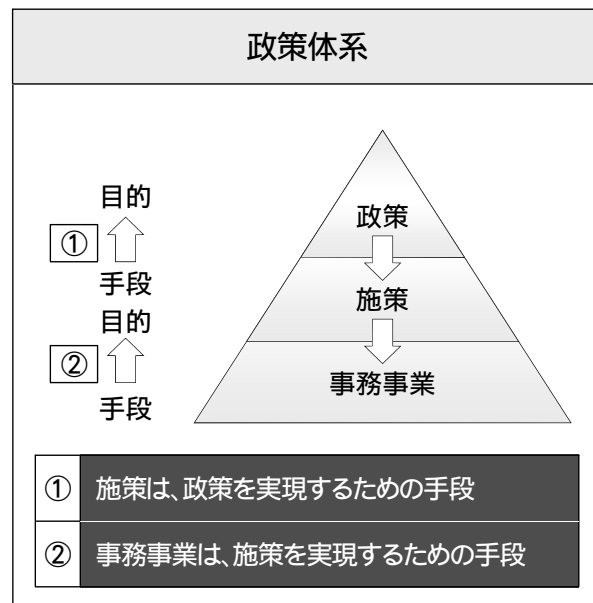 政策体系
目的
①
手段
目的
②
手段
政策
施策
事務事業
① 施策は、政策を実現するための手段
② 事務事業は、施策を実現するための手段